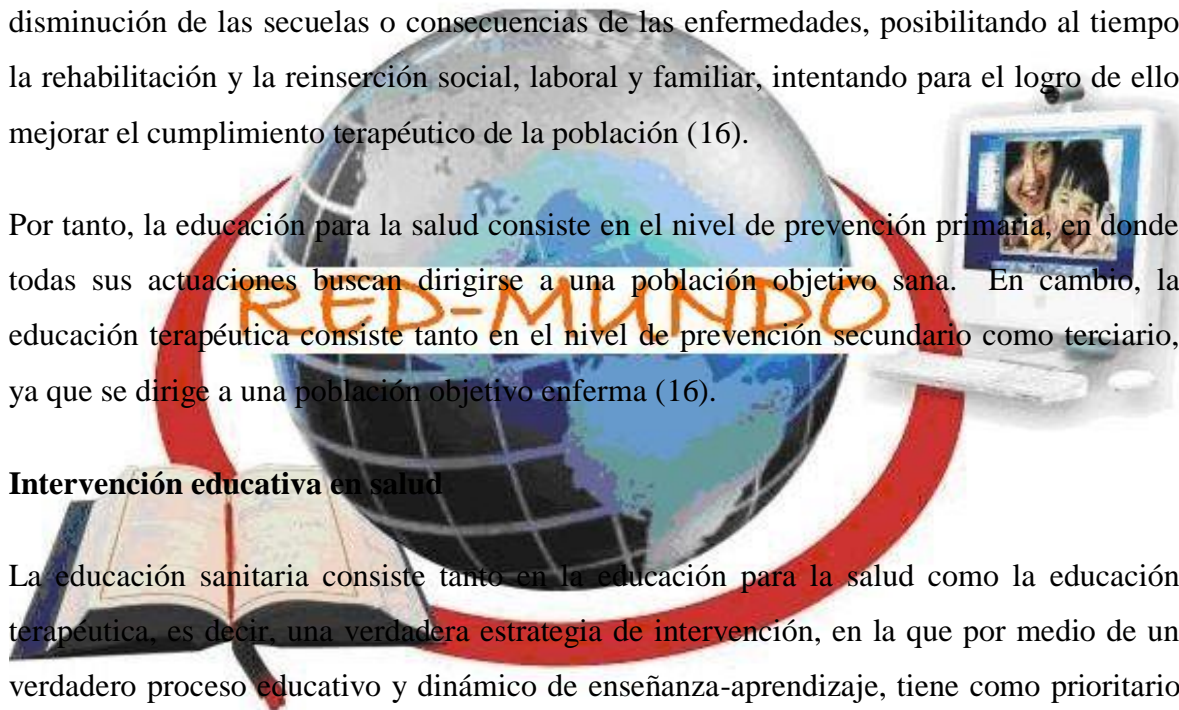 disminución de las secuelas o consecuencias de las enfermedades, posibilitando al tiempo
la rehabilitación y la reinserción social, laboral y familiar, intentando para el logro de ello
mejorar el cumplimiento terapéutico de la población (16).
Por tanto, la educación para la salud consiste en el nivel de prevención primaria, en donde
todas sus actuaciones buscan dirigirse a una población objetivo sana. En cambio, la
RED-MUNDO
educación terapéutica consiste tanto en el nivel de prevención secundario como terciario,
ya que se dirige a una población objetivo enferma (16).
Intervención educativa en salud
La educación sanitaria consiste tanto en la educación para la salud como la educación
terapéutica, es decir, una verdadera estrategia de intervención, en la que por medio de un
verdadero proceso educativo y dinámico de enseñanza-aprendizaje, tiene como prioritario